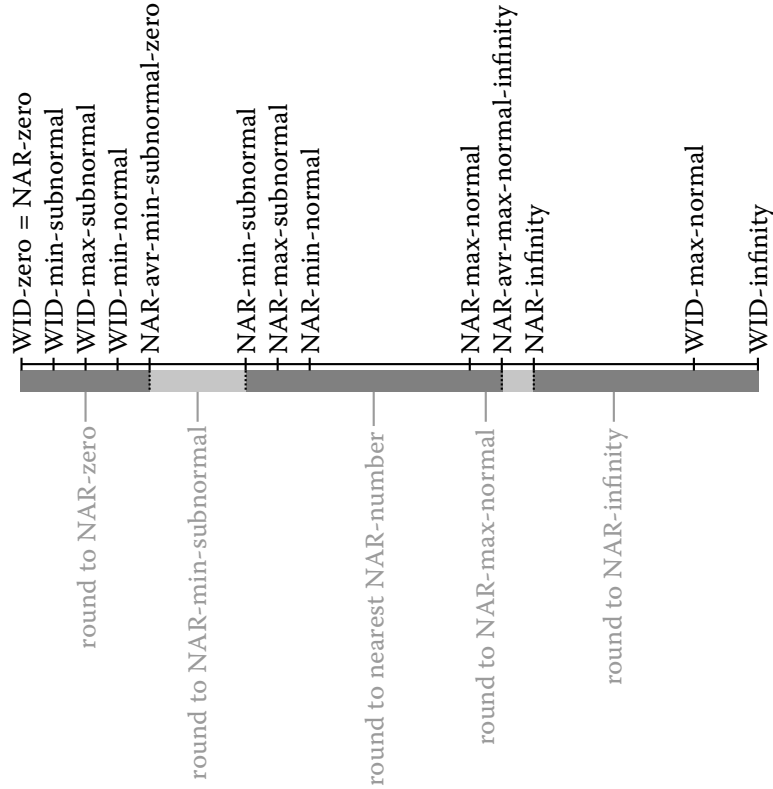 WID-zero = NAR-zero
WID-min-subnormal
WID-max-subnormal
WID-min-normal
NAR-avr-min-subnormal-zero
NAR-min-subnormal
NAR-max-subnormal
NAR-min-normal
NAR-max-normal
NAR-avr-max-normal-infinity
NAR-infinity
WID-max-normal
WID-infinity
round to NAR-zero
round to NAR-min-subnormal
round to nearest NAR-number
round to NAR-max-normal
round to NAR-infinity